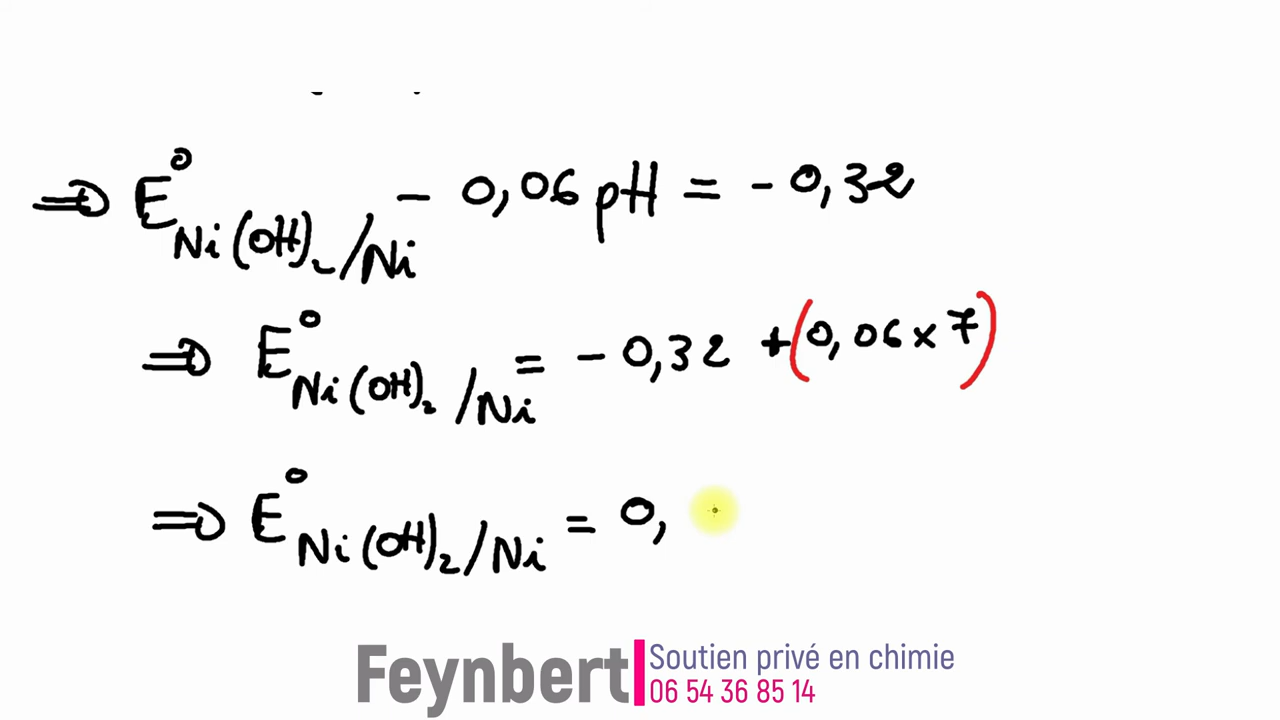 ⇒ E° Ni(OH)₂/Ni - 0,06 pH = - 0,32
⇒ E° Ni(OH)₂/Ni = - 0,32 + (0,06 x 7)
⇒ E° Ni(OH)₂/Ni = 0,
Feynbert
Soutien privé en chimie
06 54 36 85 14